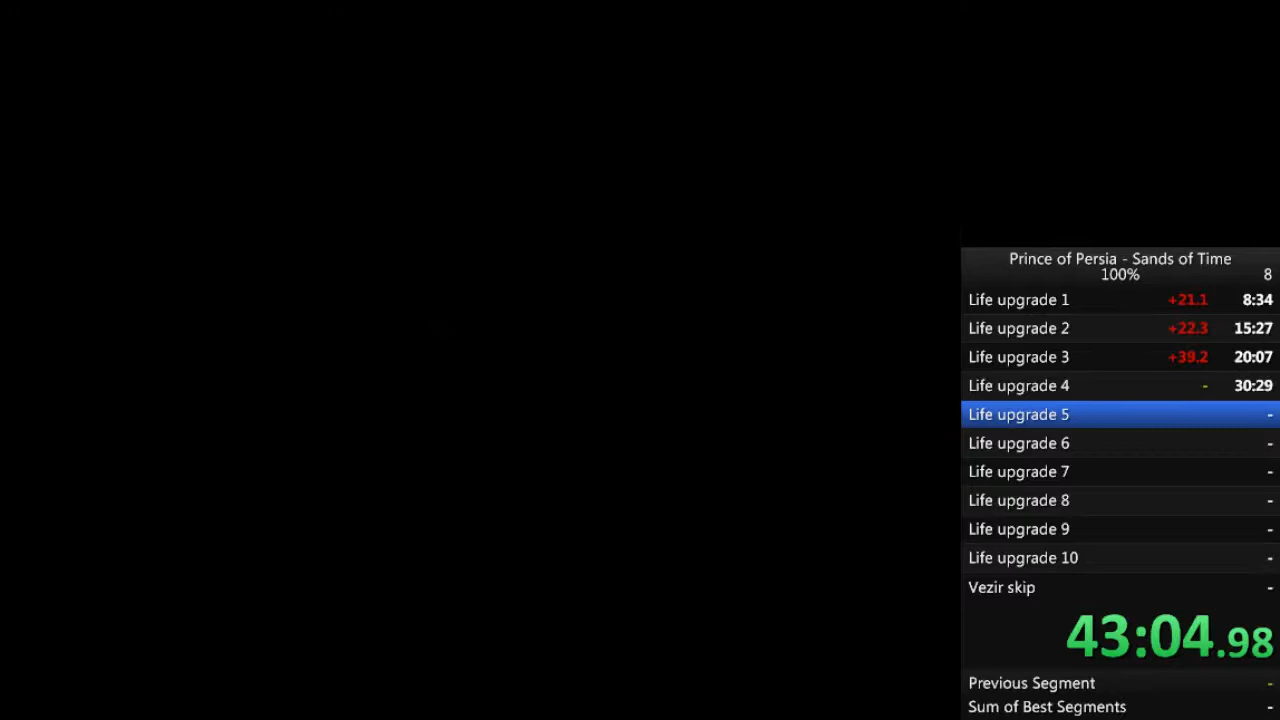 Prince of Persia - Sands of Time
100% 8
Life upgrade 1 +21.1 8:34
Life upgrade 2 +22.3 15:27
Life upgrade 3 +39.2 20:07
Life upgrade 4 - 30:29
Life upgrade 5 -
Life upgrade 6 -
Life upgrade 7 -
Life upgrade 8 -
Life upgrade 9 -
Life upgrade 10 -
Vezir skip -
43:04.98
Previous Segment -
Sum of Best Segments -